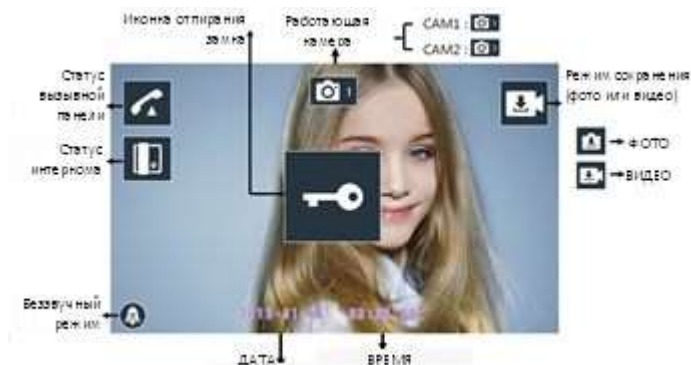 Иконка отпирания
замка
Работающая
камера
CAM1 :
CAM2 :
Статус
вызывной
панели
Статус
интеркома
Беззвучный
режим
Режим сохранения
(фото или видео)
ФОТО
ВИДЕО
ДАТА
ВРЕМЯ